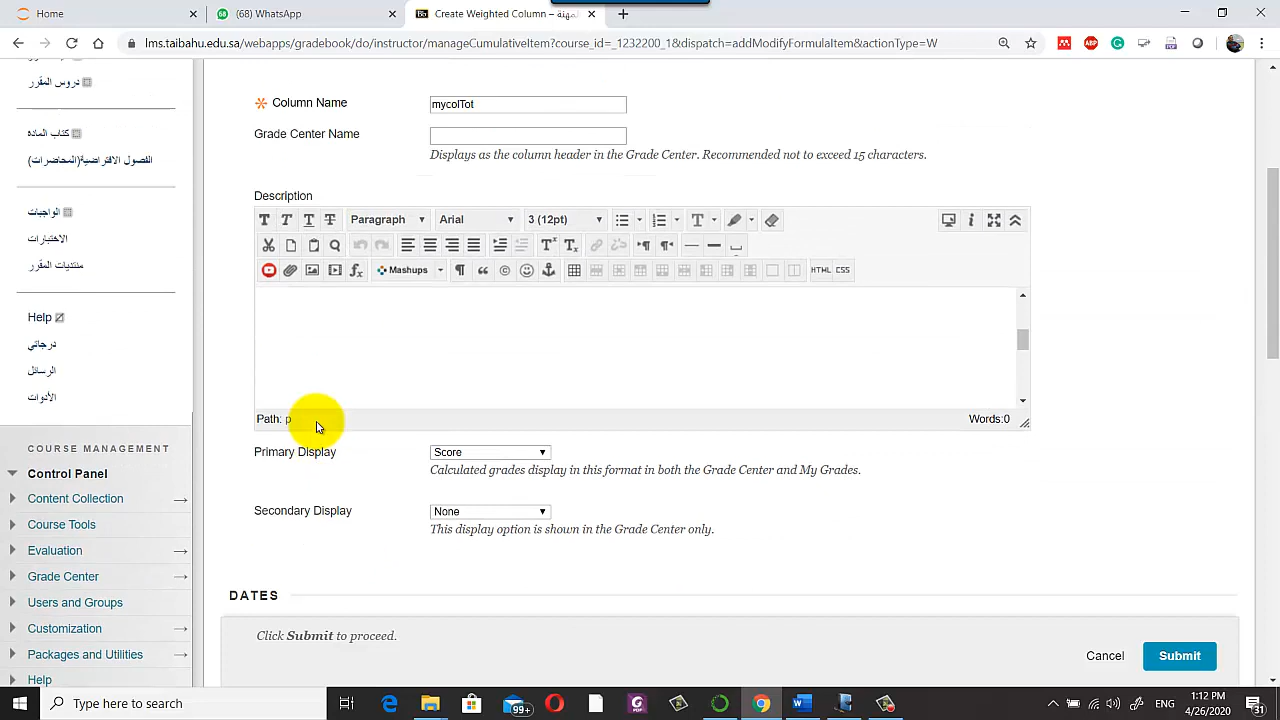 Home
(68) WhatsApp
Create Weighted Column – المهنة
lms.taibahu.edu.sa/webapps/gradebook/do/instructor/manageCumulativeItem?course_id=_1232200_1&dispatch=addModifyFormulaItem&actionType=W
دروس المقرر
كتاب الماده
الفصول الافتراضية(المحاضرات)
الواجبات
الاختبارات
منتديات المقرر
Help
درجاتي
الرسائل
الأدوات
COURSE MANAGEMENT
Control Panel
Content Collection
Course Tools
Evaluation
Grade Center
Users and Groups
Customization
Packages and Utilities
Help
Column Name
mycolTot
Grade Center Name
Displays as the column header in the Grade Center. Recommended not to exceed 15 characters.
Description
Paragraph Arial 3 (12pt)
Mashups HTML CSS
Path: p
Words:0
Primary Display
Score
Calculated grades display in this format in both the Grade Center and My Grades.
Secondary Display
None
This display option is shown in the Grade Center only.
DATES
Click Submit to proceed.
Cancel
Submit
Type here to search
99+
1:12 PM
4/26/2020
31